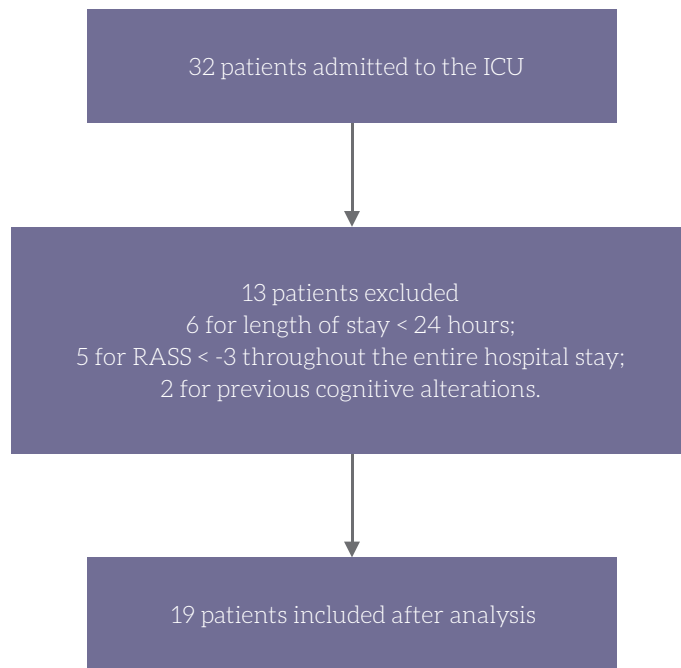 32 patients admitted to the ICU
13 patients excluded
6 for length of stay < 24 hours;
5 for RASS < -3 throughout the entire hospital stay;
2 for previous cognitive alterations.
19 patients included after analysis